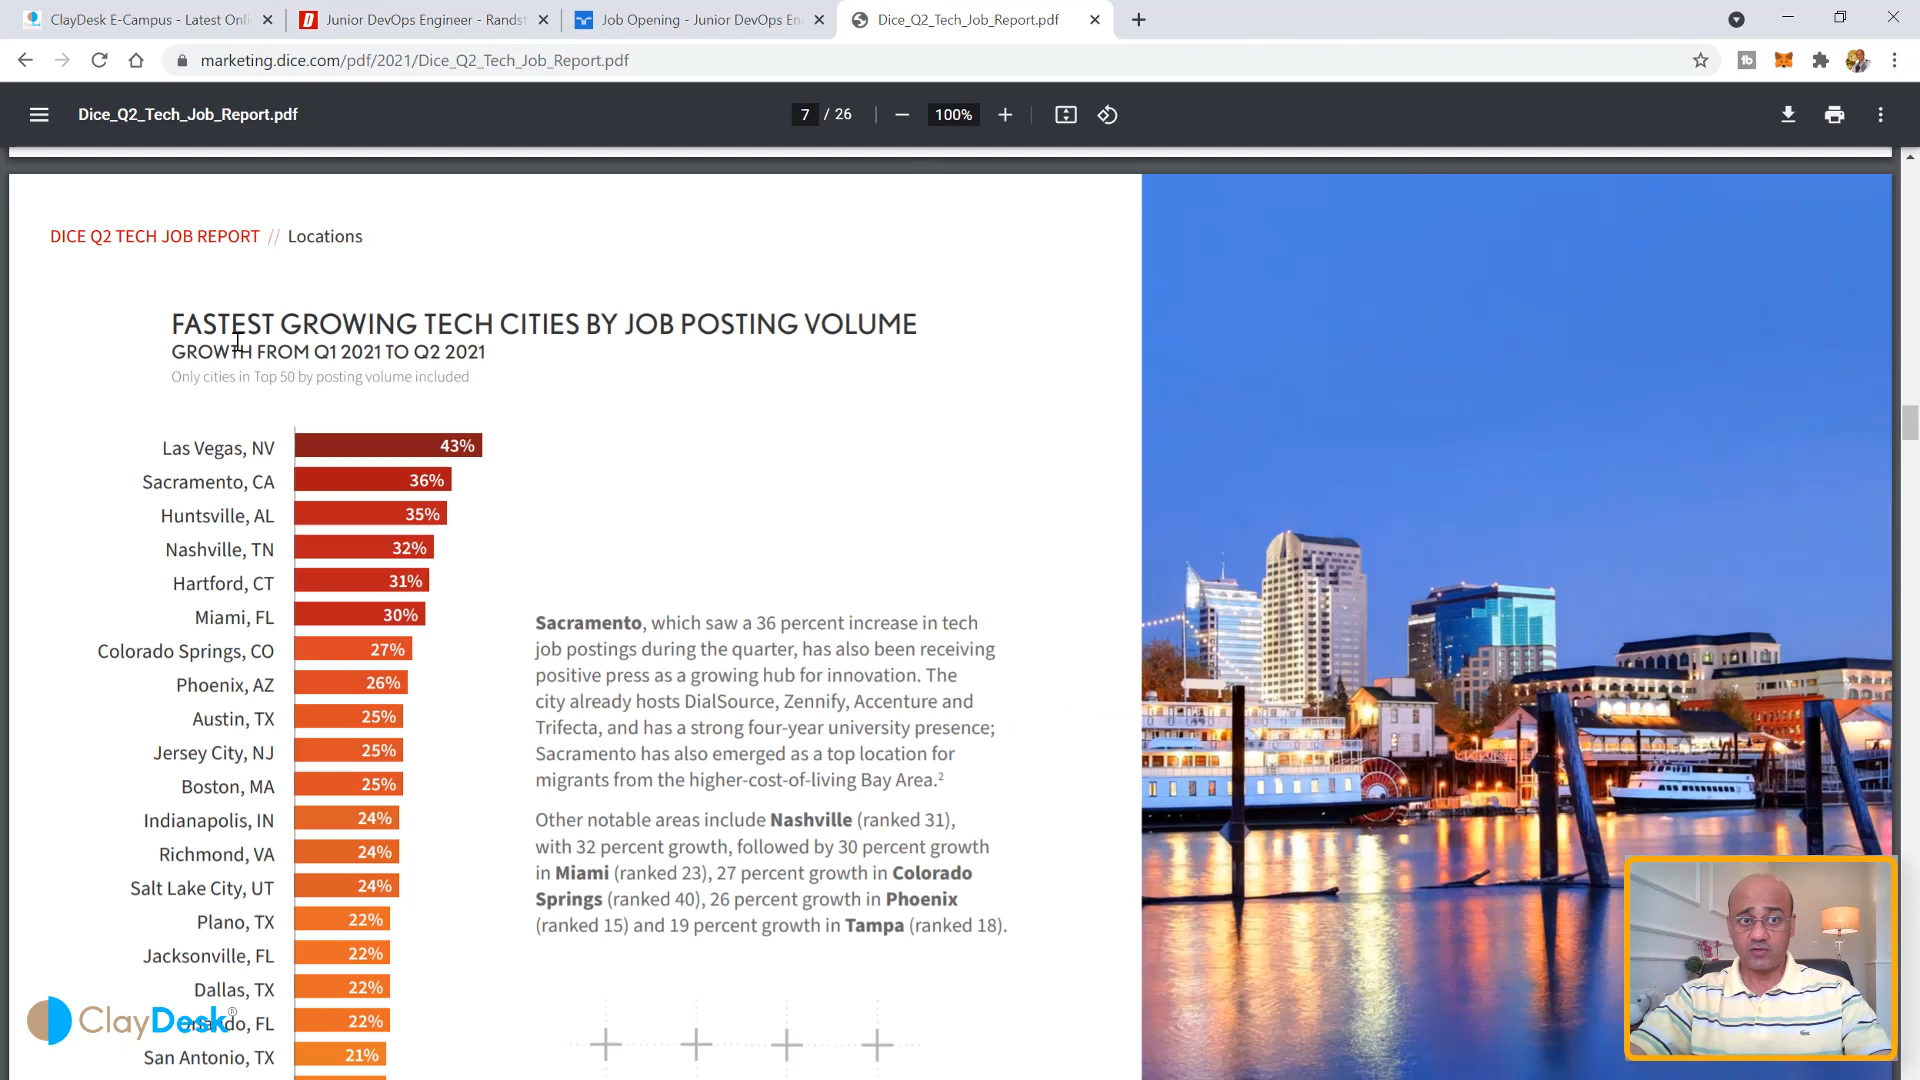 ClayDesk E-Campus - Latest Onli
Junior DevOps Engineer - Randst
Job Opening - Junior DevOps En
Dice_Q2_Tech_Job_Report.pdf
marketing.dice.com/pdf/2021/Dice_Q2_Tech_Job_Report.pdf
Dice_Q2_Tech_Job_Report.pdf
7 / 26
100%
DICE Q2 TECH JOB REPORT // Locations
FASTEST GROWING TECH CITIES BY JOB POSTING VOLUME
GROWTH FROM Q1 2021 TO Q2 2021
Only cities in Top 50 by posting volume included
Las Vegas, NV 43%
Sacramento, CA 36%
Huntsville, AL 35%
Nashville, TN 32%
Hartford, CT 31%
Miami, FL 30%
Colorado Springs, CO 27%
Phoenix, AZ 26%
Austin, TX 25%
Jersey City, NJ 25%
Boston, MA 25%
Indianapolis, IN 24%
Richmond, VA 24%
Salt Lake City, UT 24%
Plano, TX 22%
Jacksonville, FL 22%
Dallas, TX 22%
FL 22%
San Antonio, TX 21%
Sacramento, which saw a 36 percent increase in tech
job postings during the quarter, has also been receiving
positive press as a growing hub for innovation. The
city already hosts DialSource, Zennify, Accenture and
Trifecta, and has a strong four-year university presence;
Sacramento has also emerged as a top location for
migrants from the higher-cost-of-living Bay Area.2
Other notable areas include Nashville (ranked 31),
with 32 percent growth, followed by 30 percent growth
in Miami (ranked 23), 27 percent growth in Colorado
Springs (ranked 40), 26 percent growth in Phoenix
(ranked 15) and 19 percent growth in Tampa (ranked 18).
ClayDesk®